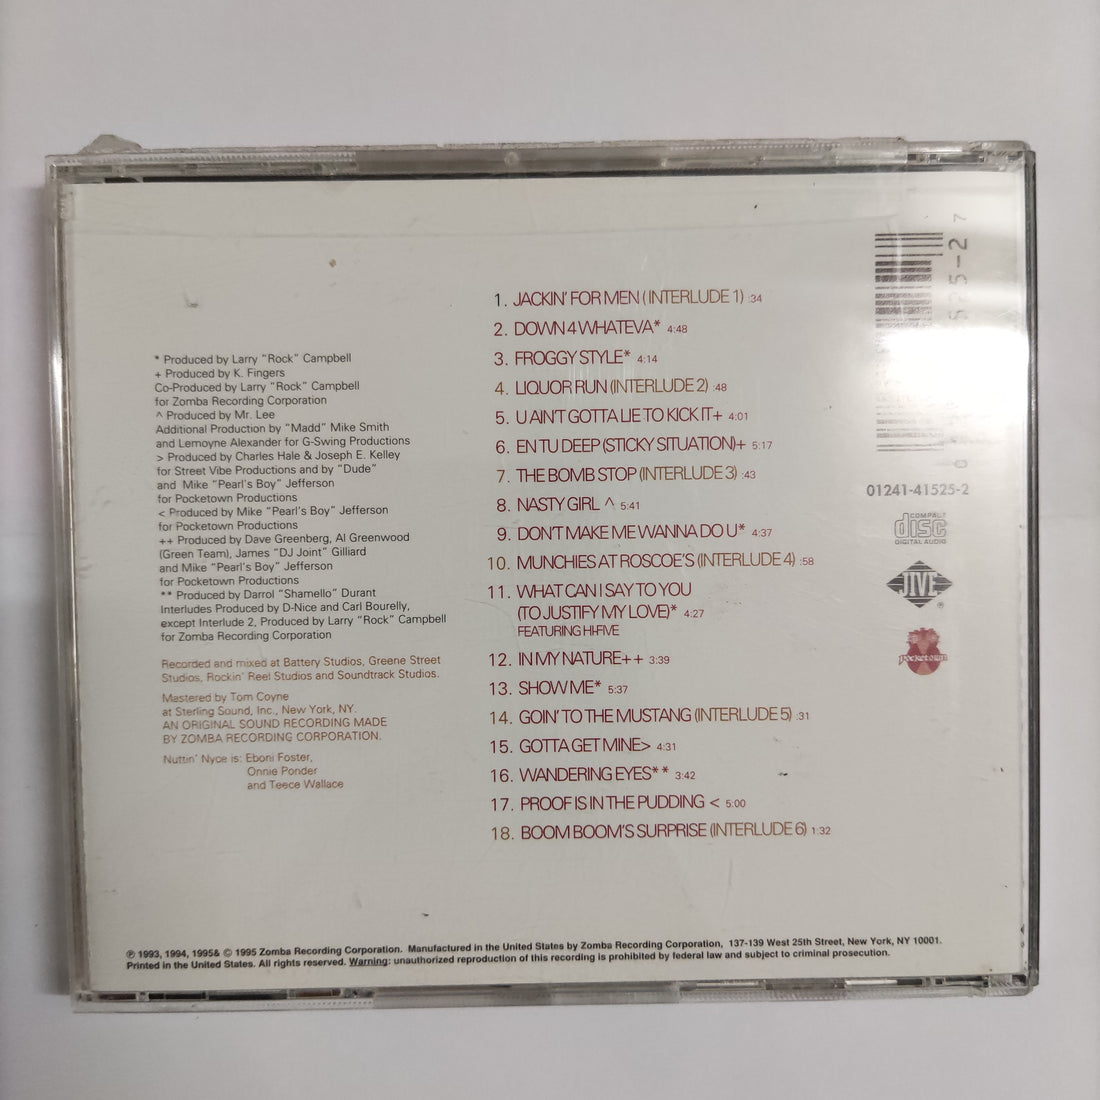 * Produced by Larry "Rock" Campbell
+ Produced by K. Fingers
Co-Produced by Larry "Rock" Campbell
for Zomba Recording Corporation
^ Produced by Mr. Lee
Additional Production by "Madd" Mike Smith
and Lemoyne Alexander for G-Swing Productions
> Produced by Charles Hale & Joseph E. Kelley
for Street Vibe Productions and by "Dude"
and Mike "Pearl's Boy" Jefferson
for Pocketown Productions
< Produced by Mike "Pearl's Boy" Jefferson
for Pocketown Productions
++ Produced by Dave Greenberg, Al Greenwood
(Green Team), James "DJ Joint" Gilliard
and Mike "Pearl's Boy" Jefferson
for Pocketown Productions
** Produced by Darrol "Shamello" Durant
Interludes Produced by D-Nice and Carl Bourelly,
except Interlude 2, Produced by Larry "Rock" Campbell
for Zomba Recording Corporation
Recorded and mixed at Battery Studios, Greene Street
Studios, Rockin' Reel Studios and Soundtrack Studios.
Mastered by Tom Coyne
at Sterling Sound, Inc., New York, NY.
AN ORIGINAL SOUND RECORDING MADE
BY ZOMBA RECORDING CORPORATION.
Nuttin' Nyce is: Eboni Foster,
Onnie Ponder
and Teece Wallace
1. JACKIN' FOR MEN (INTERLUDE 1) :34
2. DOWN 4 WHATEVA* 4:48
3. FROGGY STYLE* 4:14
4. LIQUOR RUN (INTERLUDE 2) :48
5. U AIN'T GOTTA LIE TO KICK IT+ 4:01
6. EN TU DEEP (STICKY SITUATION)+ 5:17
7. THE BOMB STOP (INTERLUDE 3) :43
8. NASTY GIRL ^ 5:41
9. DON'T MAKE ME WANNA DO U* 4:37
10. MUNCHIES AT ROSCOE'S (INTERLUDE 4) :58
11. WHAT CAN I SAY TO YOU
(TO JUSTIFY MY LOVE)* 4:27
FEATURING HI-FIVE
12. IN MY NATURE++ 3:39
13. SHOW ME* 5:37
14. GOIN' TO THE MUSTANG (INTERLUDE 5) :31
15. GOTTA GET MINE> 4:31
16. WANDERING EYES** 3:42
17. PROOF IS IN THE PUDDING < 5:00
18. BOOM BOOM'S SURPRISE (INTERLUDE 6) 1:32
525-2 7
01241-41525-2
COMPACT
disc
DIGITAL AUDIO
JIVE
®
pocketown
℗ 1993, 1994, 1995& © 1995 Zomba Recording Corporation. Manufactured in the United States by Zomba Recording Corporation, 137-139 West 25th Street, New York, NY 10001.
Printed in the United States. All rights reserved. Warning: unauthorized reproduction of this recording is prohibited by federal law and subject to criminal prosecution.